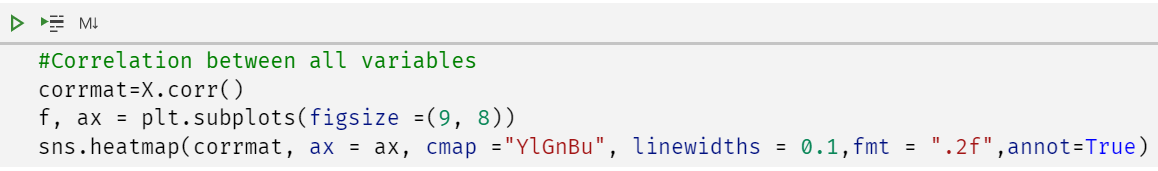 M↓
#Correlation between all variables
corrmat=X.corr()
f, ax = plt.subplots(figsize =(9, 8))
sns.heatmap(corrmat, ax = ax, cmap ="YlGnBu", linewidths = 0.1,fmt = ".2f",annot=True)